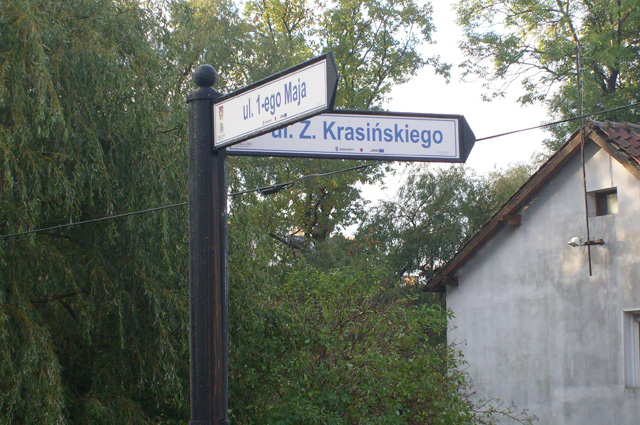 ul. 1-ego Maja
ul. Z. Krasińskiego